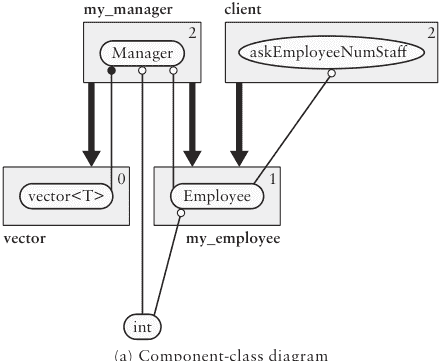 my_manager
client
2
Manager
2
askEmployeeNumStaff
0
vector<T>
1
Employee
vector
my_employee
int
(a) Component-class diagram